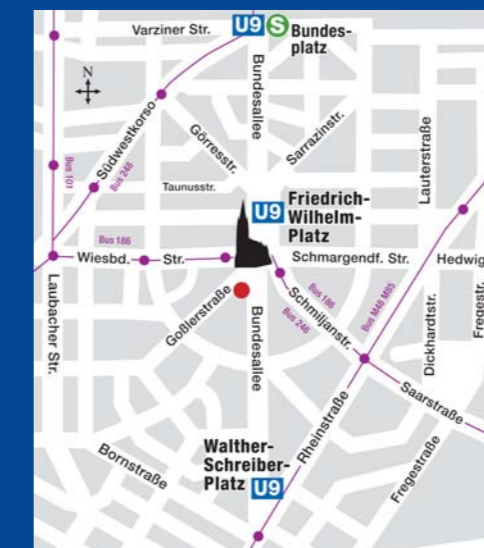 Varziner Str.
U9 S Bundes-
platz
N
Bundesallee
Südwestkorso
Görresstr.
Sarrazinstr.
Lauterstraße
Bus 101
Bus 248
Taunusstr.
U9 Friedrich-
Wilhelm-
Platz
Bus 186
Wiesbd. Str.
Schmargendf. Str.
Hedwig
Laubacher Str.
Goßlerstraße
Bundesallee
Schmiljanstr.
Bus 186
Bus 246
Bus M48 M85
Dickhardtstr.
Fregestr.
Saarstraße
Rheinstraße
Fregestraße
Bornstraße
Walther-
Schreiber-
Platz U9